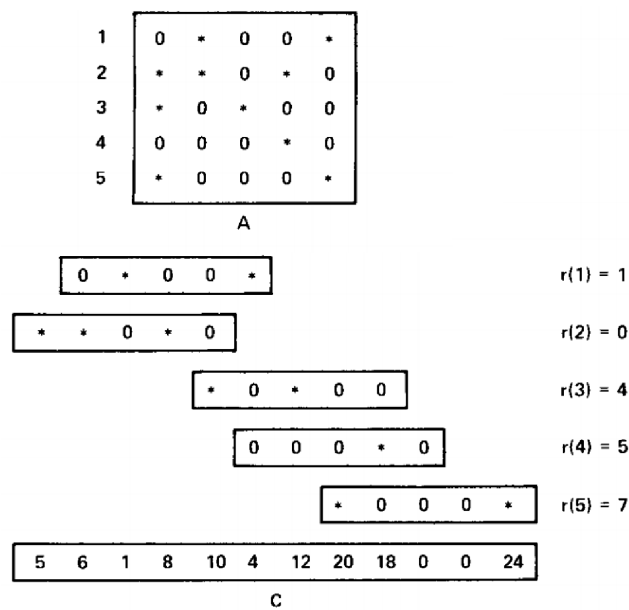 1 0 * 0 0 *
2 * * 0 * 0
3 * 0 * 0 0
4 0 0 0 * 0
5 * 0 0 0 *
A
0 * 0 0 * r(1) = 1
* * 0 * 0 r(2) = 0
* 0 * 0 0 r(3) = 4
0 0 0 * 0 r(4) = 5
* 0 0 0 * r(5) = 7
5 6 1 8 10 4 12 20 18 0 0 24
C